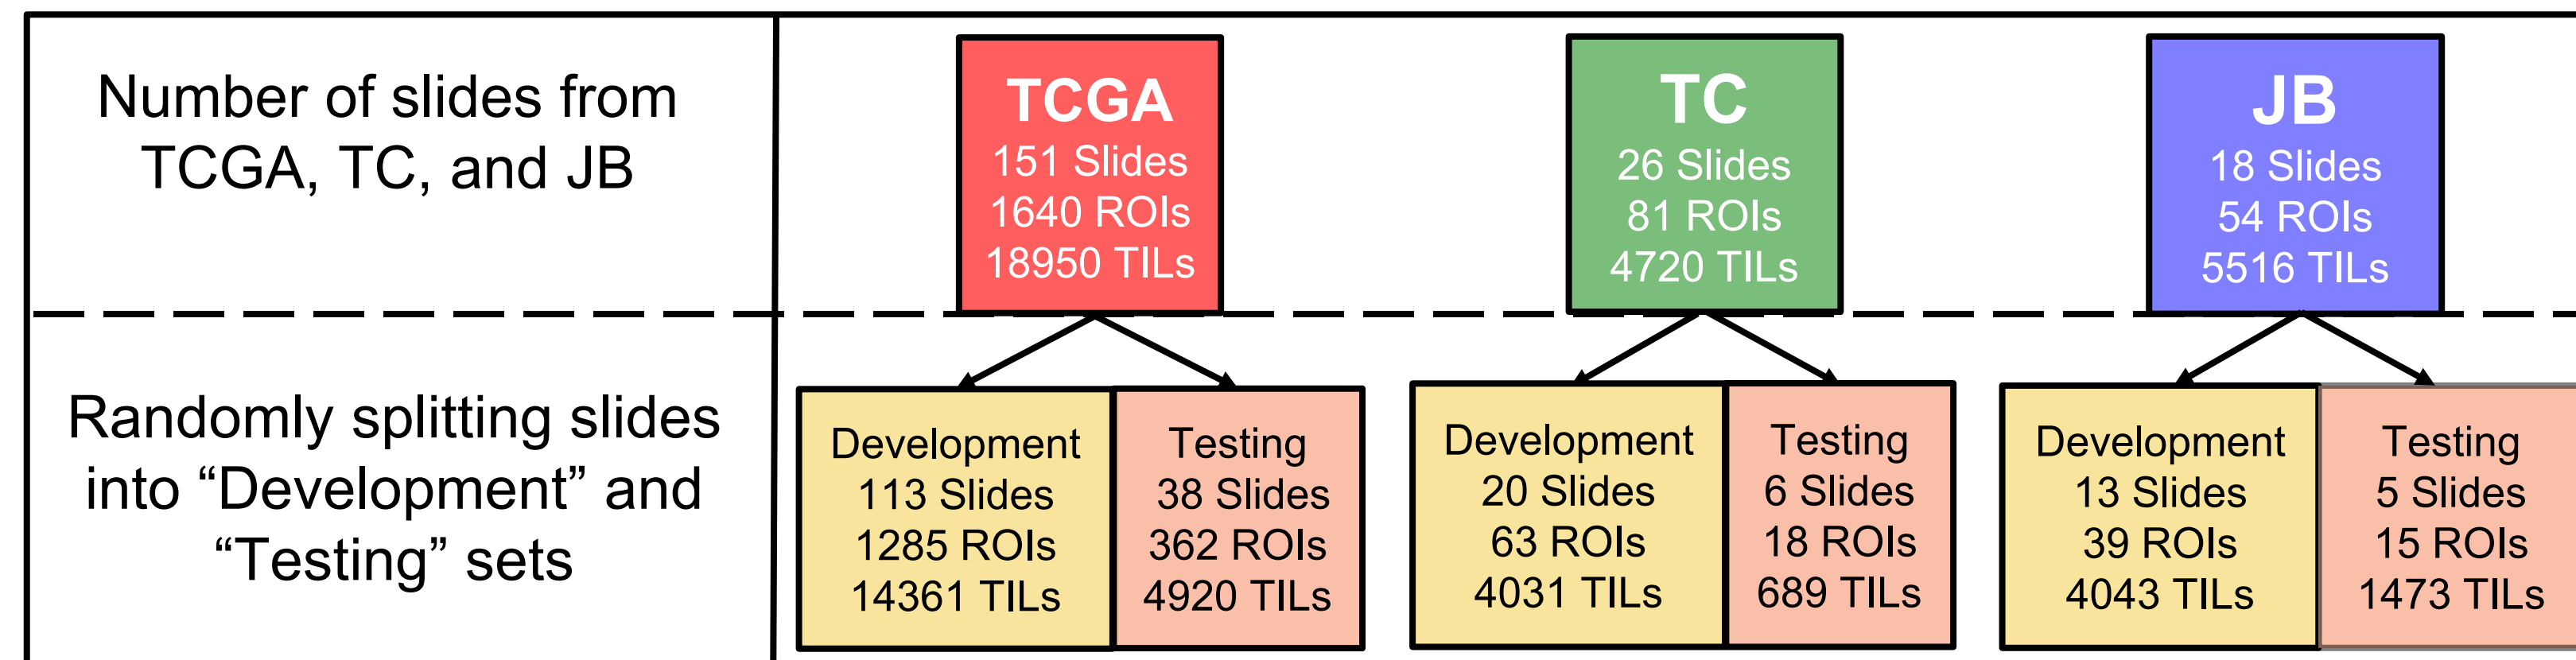 Number of slides from
TCGA, TC, and JB
TCGA
151 Slides
1640 ROIs
18950 TILs
TC
26 Slides
81 ROIs
4720 TILs
JB
18 Slides
54 ROIs
5516 TILs
Randomly splitting slides
into “Development” and
“Testing” sets
Development
113 Slides
1285 ROIs
14361 TILs
Testing
38 Slides
362 ROIs
4920 TILs
Development
20 Slides
63 ROIs
4031 TILs
Testing
6 Slides
18 ROIs
689 TILs
Development
13 Slides
39 ROIs
4043 TILs
Testing
5 Slides
15 ROIs
1473 TILs